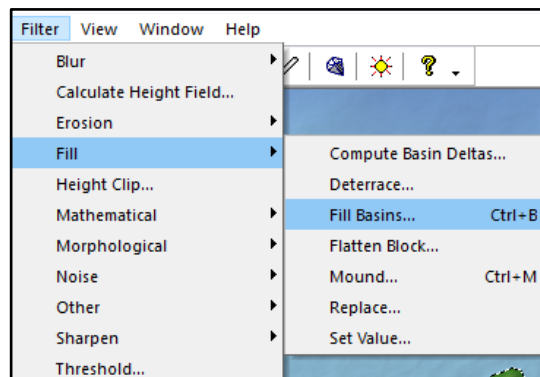 Filter View Window Help
Blur
Calculate Height Field...
Erosion
Fill
Height Clip...
Mathematical
Morphological
Noise
Other
Sharpen
Threshold...
Compute Basin Deltas...
Deterrace...
Fill Basins... Ctrl+B
Flatten Block...
Mound... Ctrl+M
Replace...
Set Value...